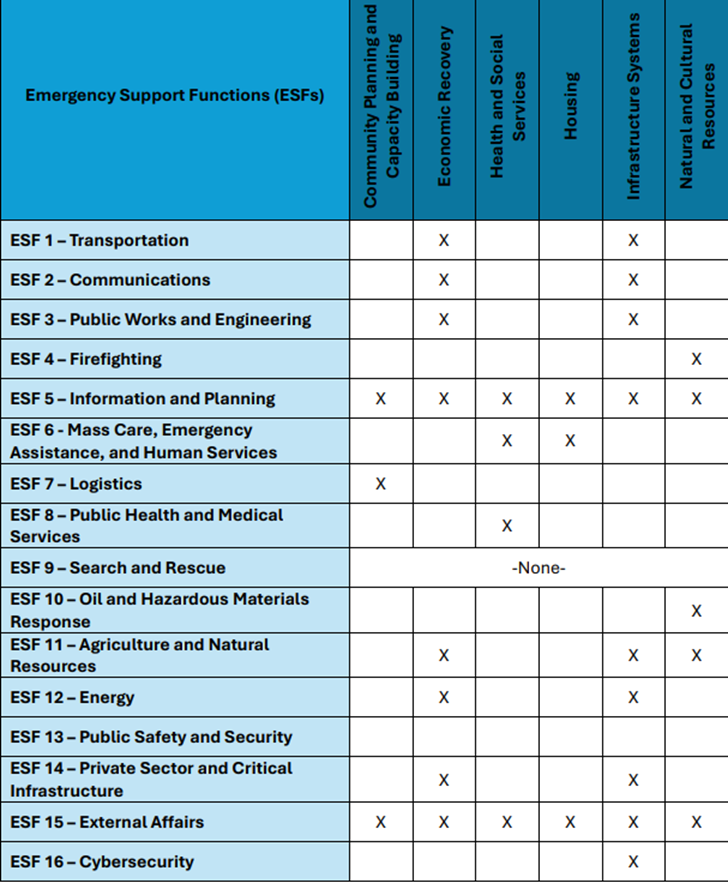 Emergency Support Functions (ESFs)
Community Planning and
Capacity Building
Economic Recovery
Health and Social
Services
Housing
Infrastructure Systems
Natural and Cultural
Resources
ESF 1 – Transportation X X
ESF 2 – Communications X X
ESF 3 – Public Works and Engineering X X
ESF 4 – Firefighting X
ESF 5 – Information and Planning X X X X X X
ESF 6 - Mass Care, Emergency
Assistance, and Human Services X X
ESF 7 – Logistics X
ESF 8 – Public Health and Medical
Services X
ESF 9 – Search and Rescue -None-
ESF 10 – Oil and Hazardous Materials
Response X
ESF 11 – Agriculture and Natural
Resources X X X
ESF 12 – Energy X X
ESF 13 – Public Safety and Security
ESF 14 – Private Sector and Critical
Infrastructure X X
ESF 15 – External Affairs X X X X X X
ESF 16 – Cybersecurity X